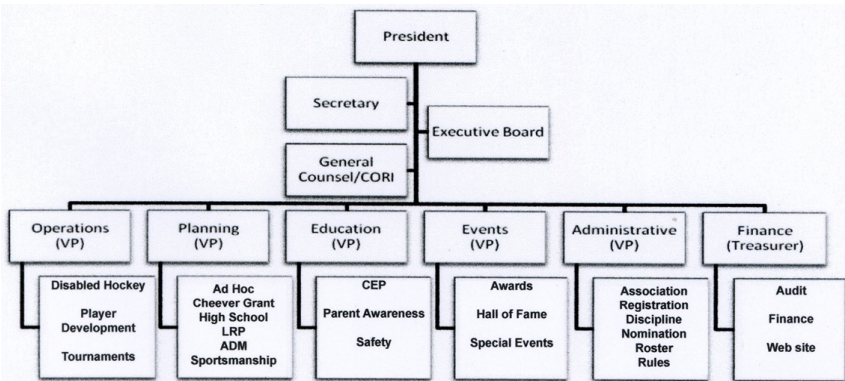 President
Secretary
Executive Board
General
Counsel/CORI
Operations
(VP)
Planning
(VP)
Education
(VP)
Events
(VP)
Administrative
(VP)
Finance
(Treasurer)
Disabled Hockey
Player
Development
Tournaments
Ad Hoc
Cheever Grant
High School
LRP
ADM
Sportsmanship
CEP
Parent Awareness
Safety
Awards
Hall of Fame
Special Events
Association
Registration
Discipline
Nomination
Roster
Rules
Audit
Finance
Web site